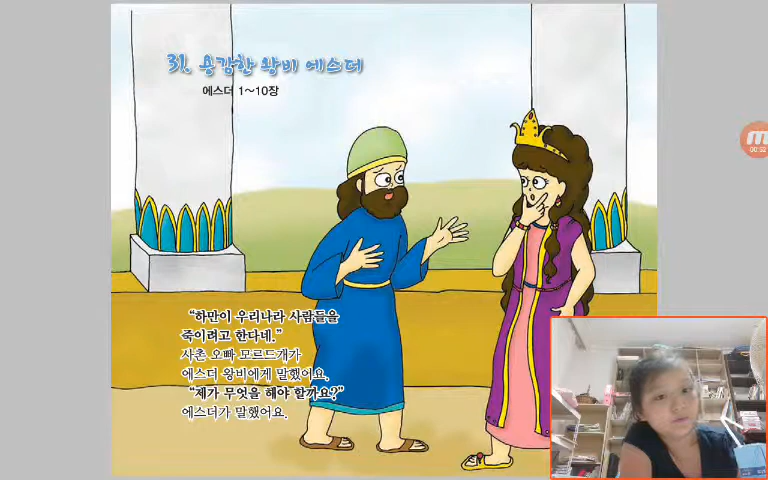 31. 용감한 왕비 에스더
에스더 1~10장
“하만이 우리나라 사람들을
죽이려고 한다네.”
사촌 오빠 모르드개가
에스더 왕비에게 말했어요.
“제가 무엇을 해야 할까요?”
에스더가 말했어요.
00:32